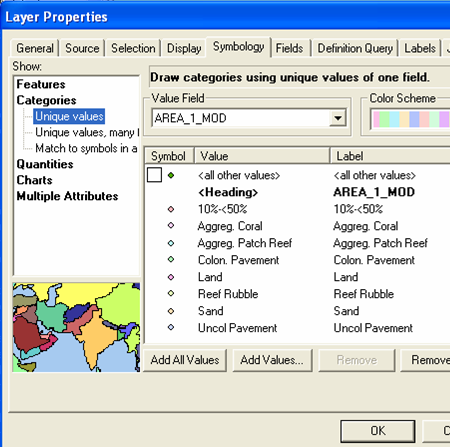 Layer Properties
General Source Selection Display Symbology Fields Definition Query Labels
Show:
Features
Categories
Unique values
Unique values, many
Match to symbols in a
Quantities
Charts
Multiple Attributes
Draw categories using unique values of one field.
Value Field
AREA_1_MOD
Color Scheme
Symbol Value Label
<all other values> <all other values>
<Heading> AREA_1_MOD
10%-<50% 10%-<50%
Aggreg. Coral Aggreg. Coral
Aggreg. Patch Reef Aggreg. Patch Reef
Colon. Pavement Colon. Pavement
Land Land
Reef Rubble Reef Rubble
Sand Sand
Uncol Pavement Uncol Pavement
Add All Values Add Values... Remove Remove
OK C